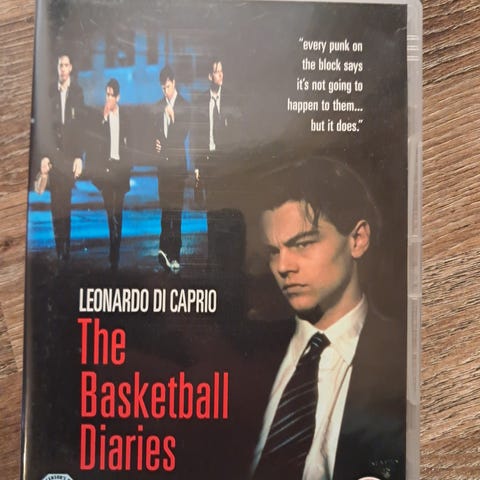 “every punk on
the block says
it's not going to
happen to them...
but it does.”
LEONARDO DI CAPRIO
The
Basketball
Diaries